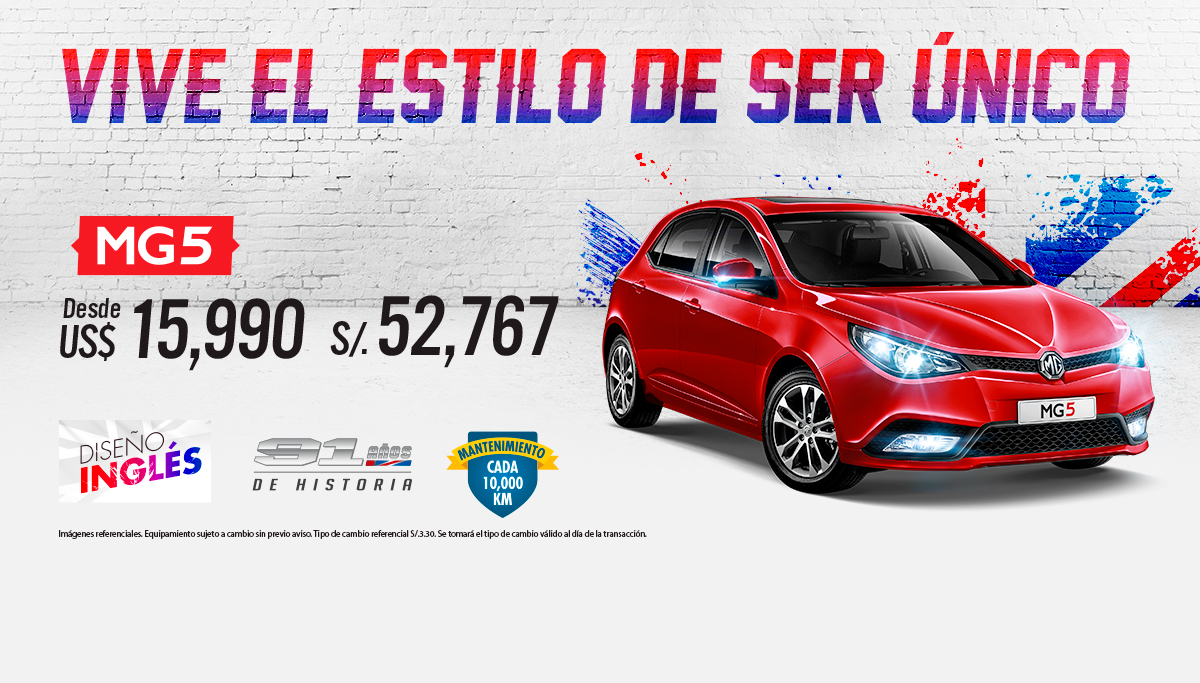 VIVE EL ESTILO DE SER ÚNICO
MG5
Desde
US$ 15,990 S/. 52,767
DISEÑO
INGLÉS
91 AÑOS
DE HISTORIA
MANTENIMIENTO
CADA
10,000
KM
MG
MG5
Imágenes referenciales. Equipamiento sujeto a cambio sin previo aviso. Tipo de cambio referencial S/.3.30. Se tomará el tipo de cambio válido al día de la transacción.